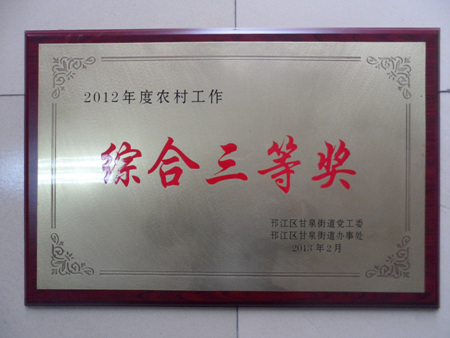 2012年度农村工作
综合三等奖
邗江区甘泉街道党工委
邗江区甘泉街道办事处
2013年2月